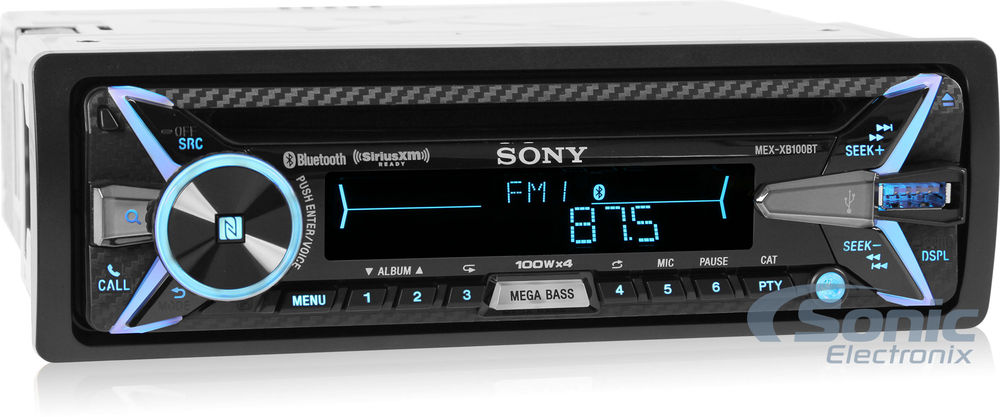 OFF
SRC
Bluetooth
((SiriusXm))
READY
SONY
MEX-XB100BT
SEEK+
PUSH ENTER/VOICE
N
FM1
87.5
CALL
SEEK-
DSPL
▼ ALBUM ▲
100W×4
MIC
PAUSE
CAT
MENU
1
2
3
MEGA BASS
4
5
6
PTY
Sonic
Electronix